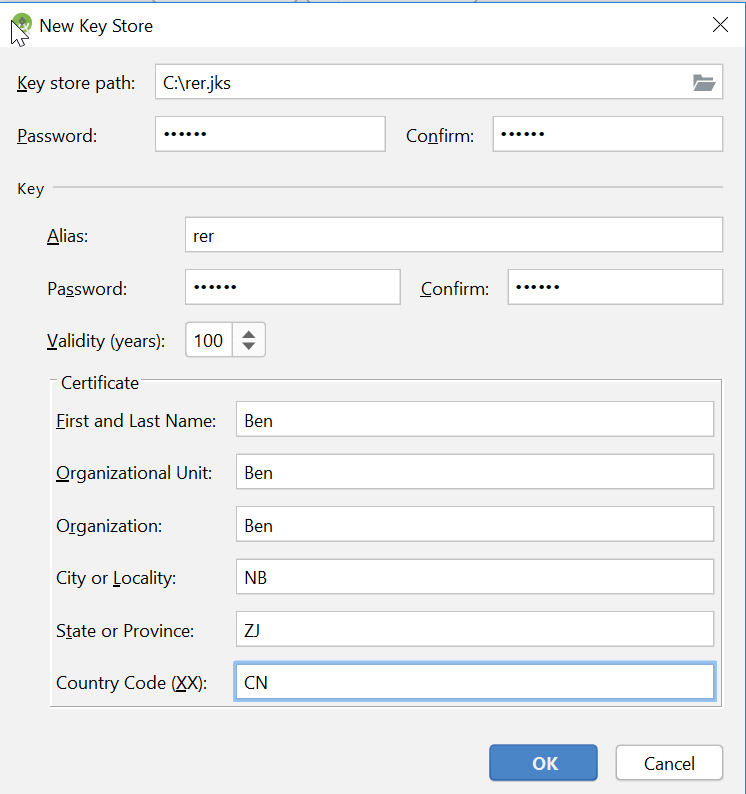 New Key Store
Key store path: C:\rer.jks
Password: •••••• Confirm: ••••••
Key
Alias: rer
Password: •••••• Confirm: ••••••
Validity (years): 100
Certificate
First and Last Name: Ben
Organizational Unit: Ben
Organization: Ben
City or Locality: NB
State or Province: ZJ
Country Code (XX): CN
OK Cancel